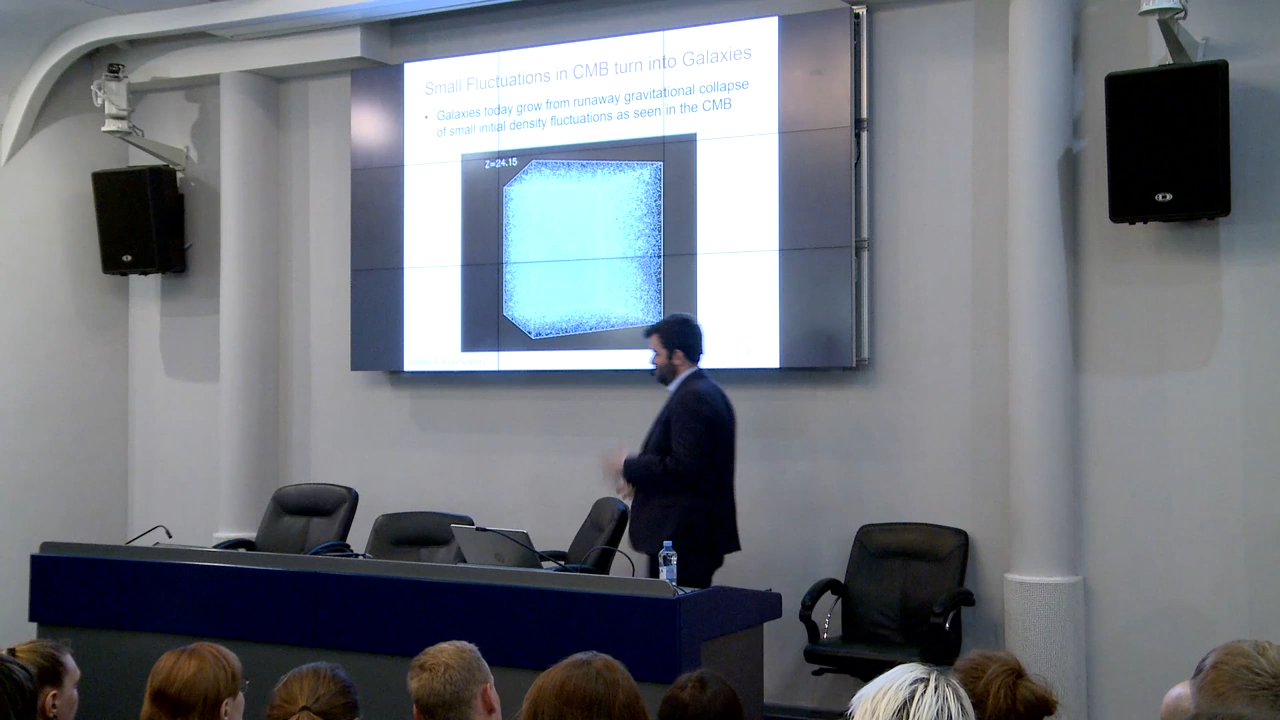 Small Fluctuations in CMB turn into Galaxies
• Galaxies today grow from runaway gravitational collapse
of small initial density fluctuations as seen in the CMB
Z=24.15